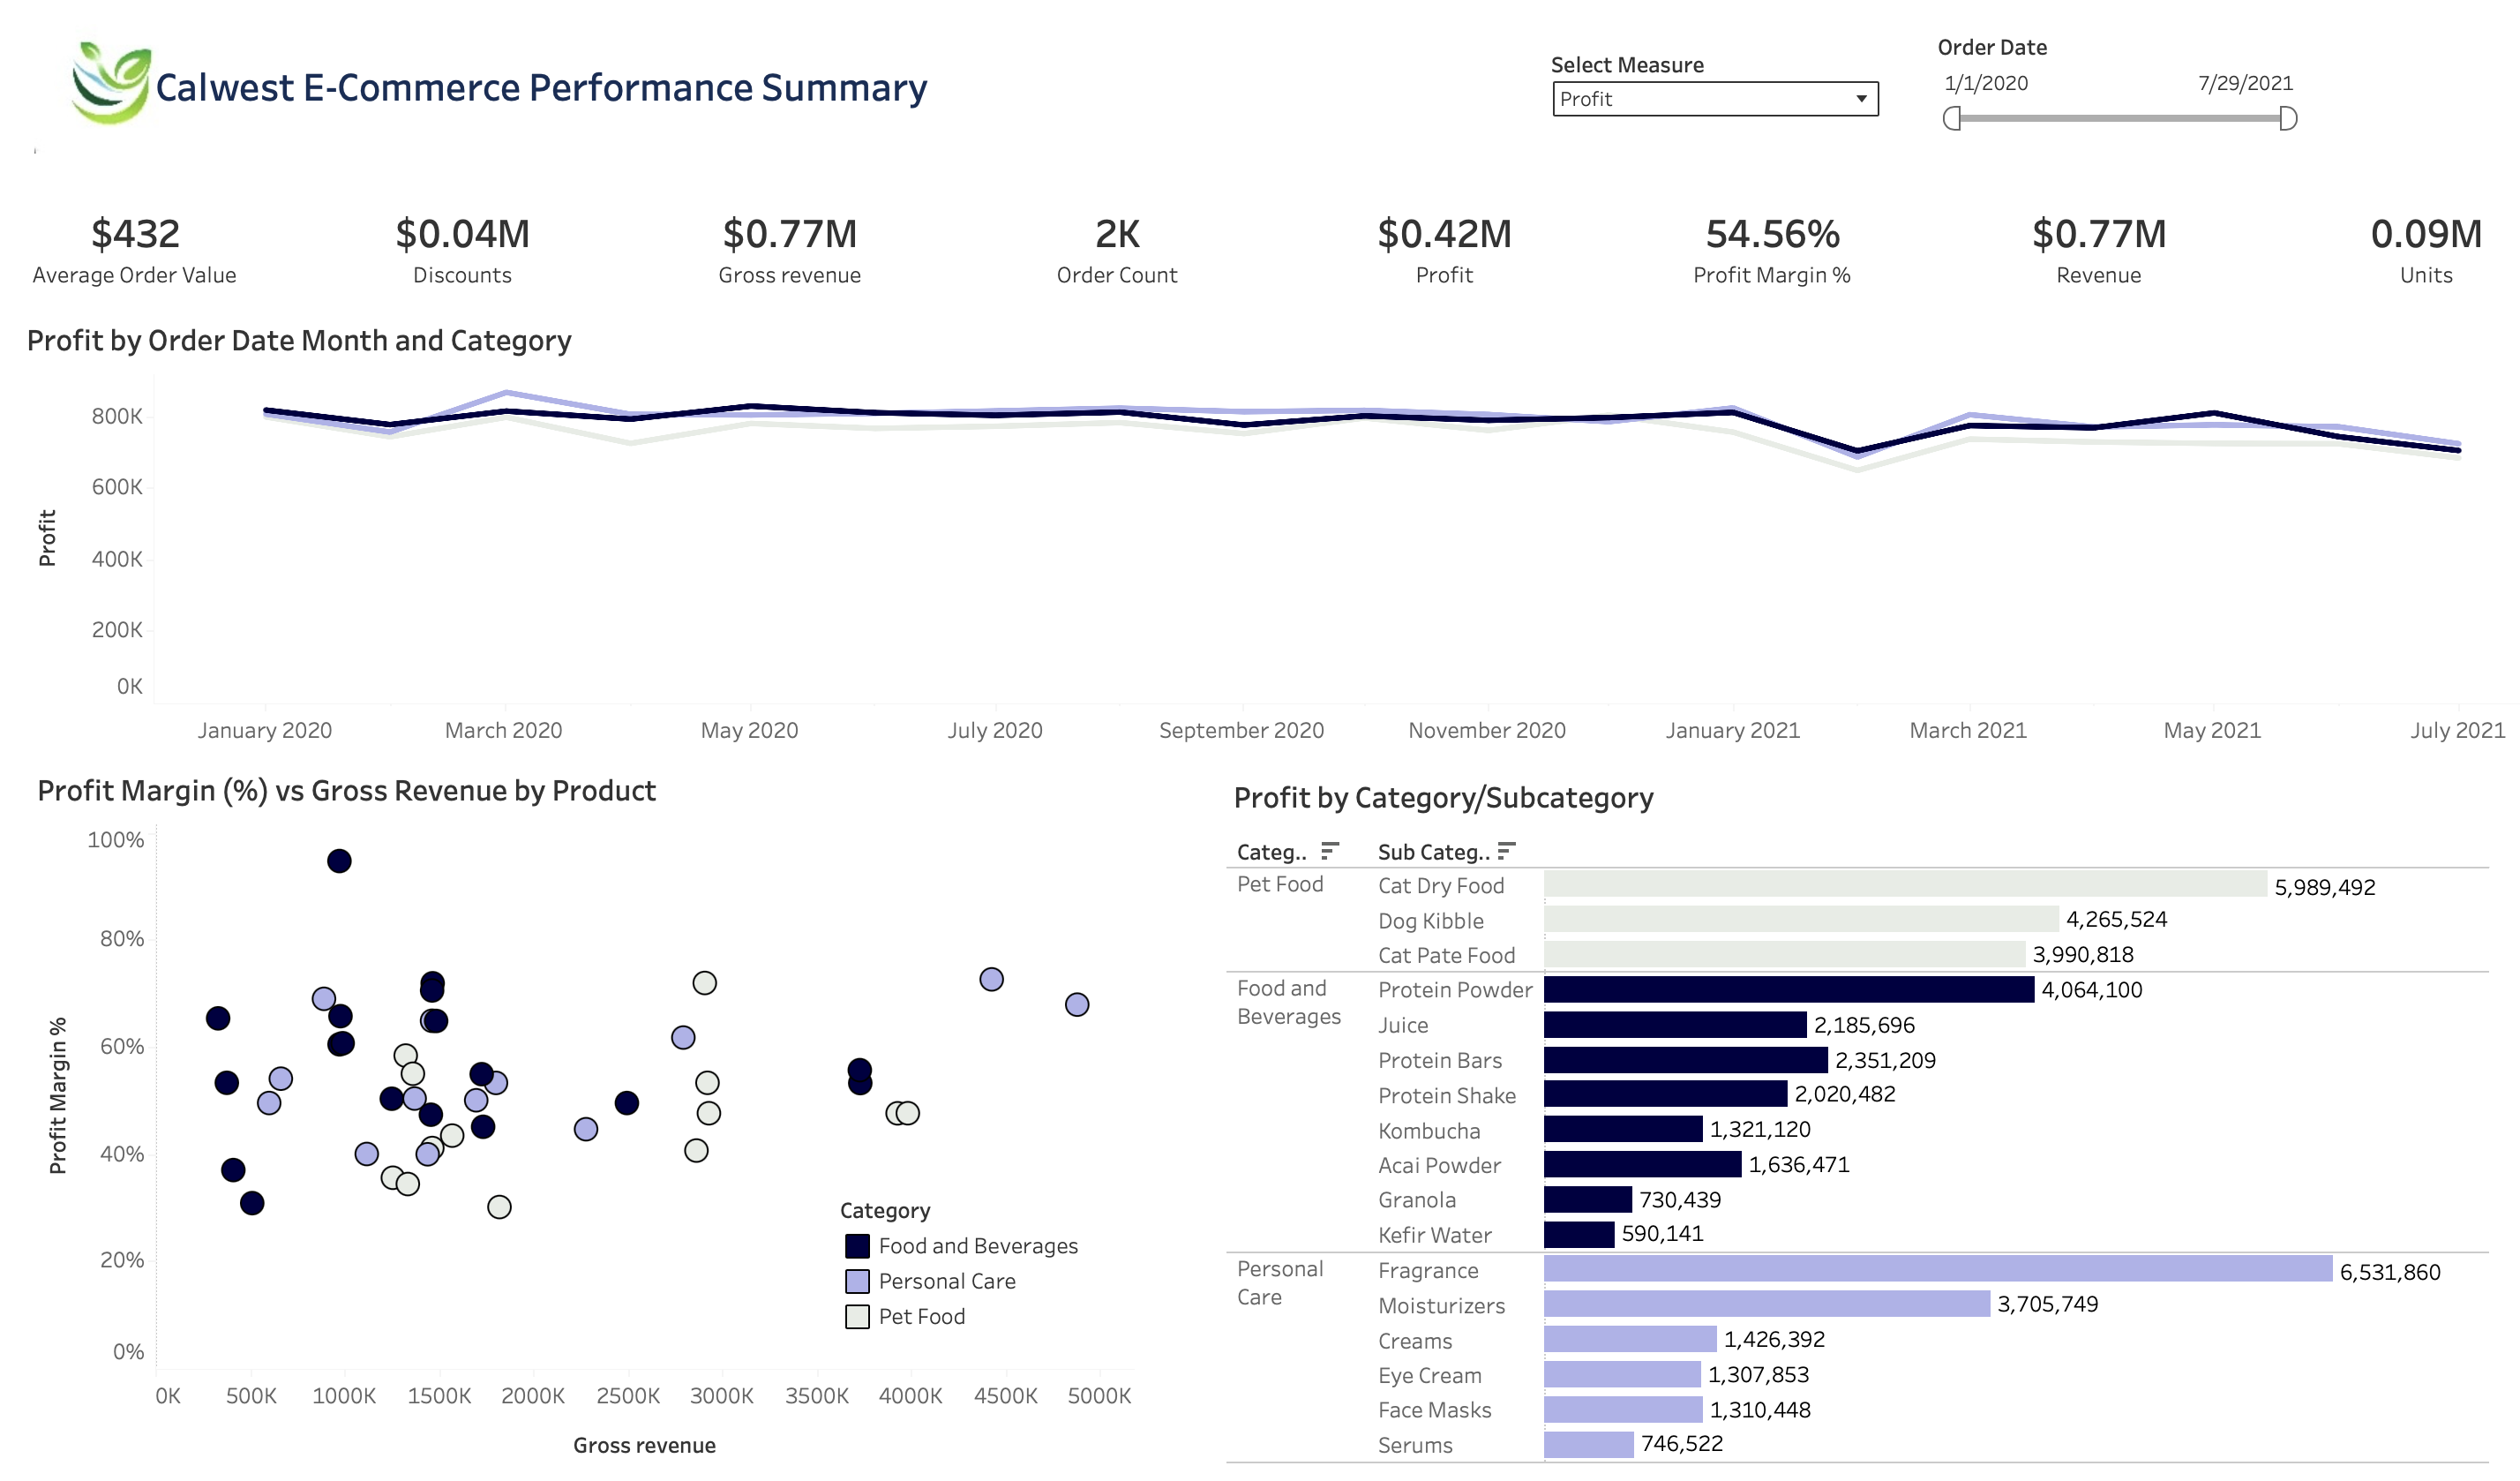 Calwest E-Commerce Performance Summary
Select Measure
Profit
Order Date
1/1/2020 7/29/2021
$432 $0.04M $0.77M 2K $0.42M 54.56% $0.77M 0.09M
Average Order Value Discounts Gross revenue Order Count Profit Profit Margin % Revenue Units
Profit by Order Date Month and Category
Profit
800K
600K
400K
200K
0K
January 2020 March 2020 May 2020 July 2020 September 2020 November 2020 January 2021 March 2021 May 2021 July 2021
Profit Margin (%) vs Gross Revenue by Product
Profit Margin %
100%
80%
60%
40%
20%
0%
0K 500K 1000K 1500K 2000K 2500K 3000K 3500K 4000K 4500K 5000K
Gross revenue
Category
Food and Beverages
Personal Care
Pet Food
Profit by Category/Subcategory
Categ.. Sub Categ..
Pet Food Cat Dry Food 5,989,492
Dog Kibble 4,265,524
Cat Pate Food 3,990,818
Food and Protein Powder 4,064,100
Beverages Juice 2,185,696
Protein Bars 2,351,209
Protein Shake 2,020,482
Kombucha 1,321,120
Acai Powder 1,636,471
Granola 730,439
Kefir Water 590,141
Personal Fragrance 6,531,860
Care Moisturizers 3,705,749
Creams 1,426,392
Eye Cream 1,307,853
Face Masks 1,310,448
Serums 746,522